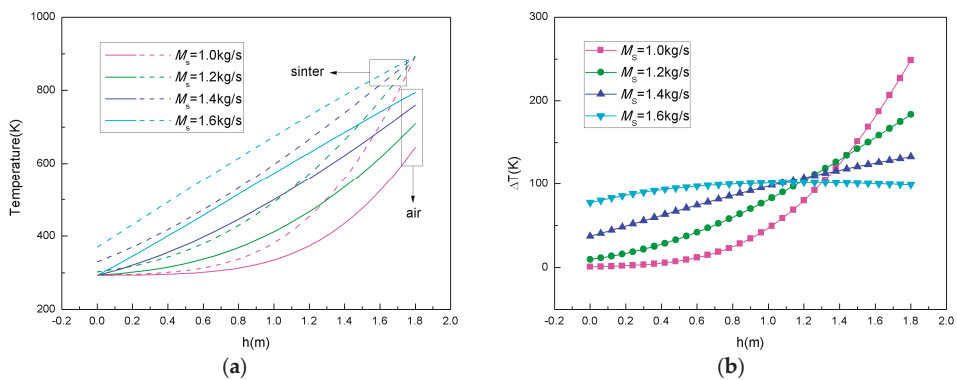 1000
800
600
400
200
Temperature(K)
-0.2 0.0 0.2 0.4 0.6 0.8 1.0 1.2 1.4 1.6 1.8 2.0
h(m)
Ms=1.0kg/s
Ms=1.2kg/s
Ms=1.4kg/s
Ms=1.6kg/s
sinter
air
(a)
300
200
100
0
ΔT(K)
-0.2 0.0 0.2 0.4 0.6 0.8 1.0 1.2 1.4 1.6 1.8 2.0
h(m)
MS=1.0kg/s
MS=1.2kg/s
MS=1.4kg/s
MS=1.6kg/s
(b)